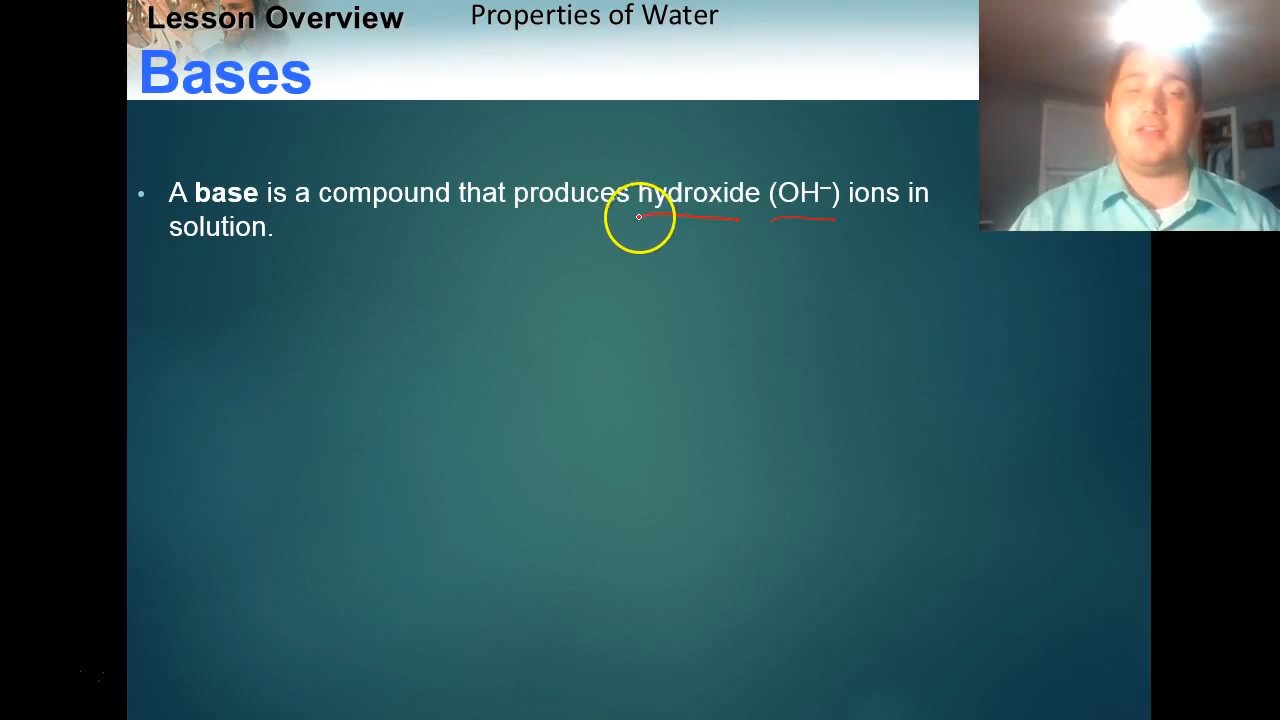 Lesson Overview Properties of Water
Bases
• A base is a compound that produces hydroxide (OH–) ions in
solution.